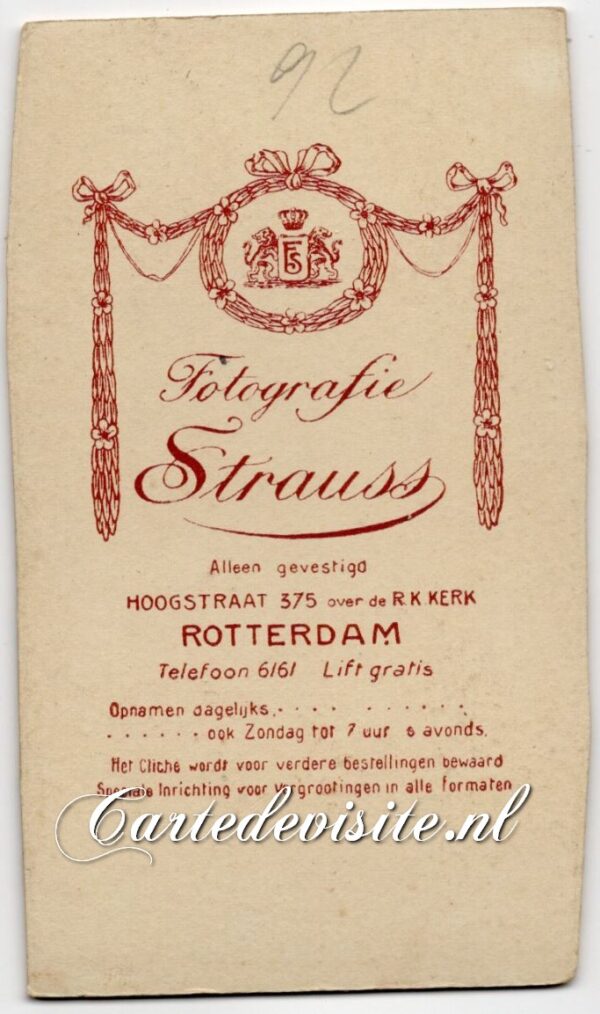 92
FS
Fotografie
Strauss
Alleen gevestigd
HOOGSTRAAT 375 over de R.K KERK
ROTTERDAM
Telefoon 6161 Lift gratis
Opnamen dagelijks. . . . . . . . . . .
. . . . . . ook Zondag tot 7 uur s avonds.
Het Cliché wordt voor verdere bestellingen bewaard
Speciale Inrichting voor Vergrootingen in alle formaten
Cartedevisite.nl